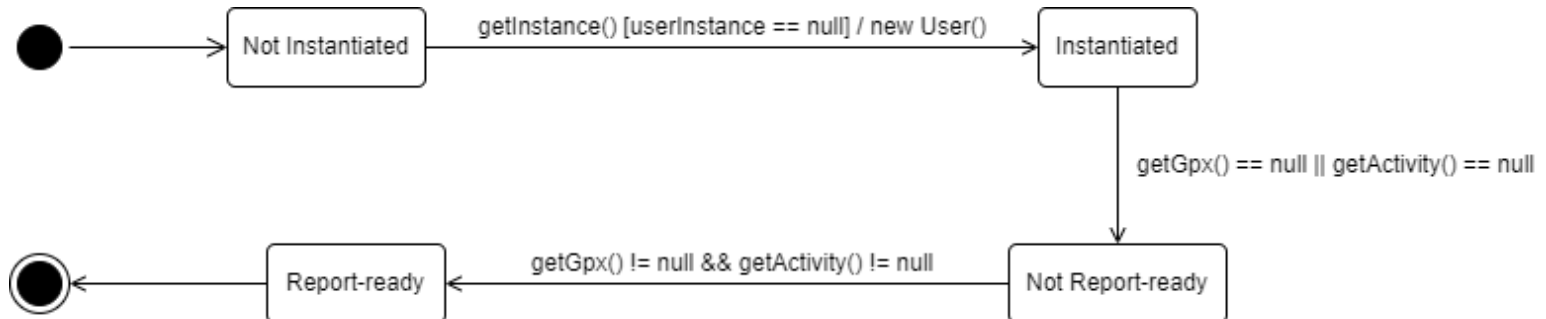 getInstance() [userInstance == null] / new User()
Not Instantiated
Instantiated
getGpx() == null || getActivity() == null
getGpx() != null && getActivity() != null
Report-ready
Not Report-ready